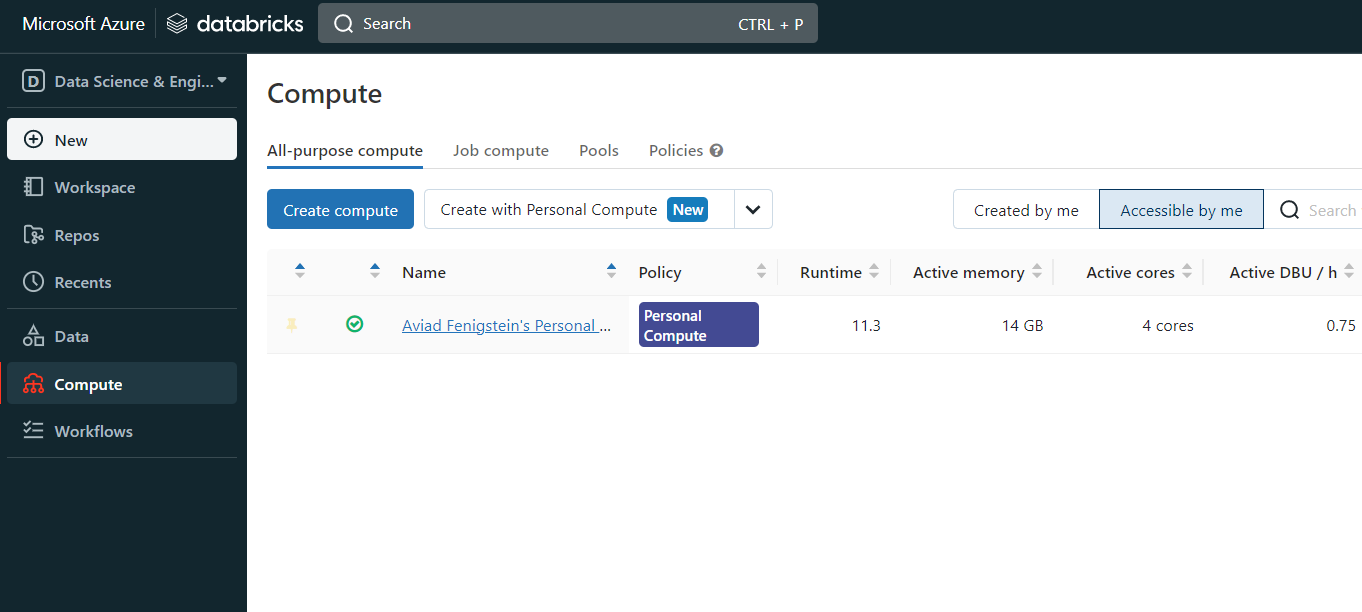 Microsoft Azure databricks Search CTRL + P
D Data Science & Engi...
New
Workspace
Repos
Recents
Data
Compute
Workflows
Compute
All-purpose compute Job compute Pools Policies ?
Create compute Create with Personal Compute New Created by me Accessible by me Search
Name Policy Runtime Active memory Active cores Active DBU / h
Aviad Fenigstein's Personal ... Personal Compute 11.3 14 GB 4 cores 0.75